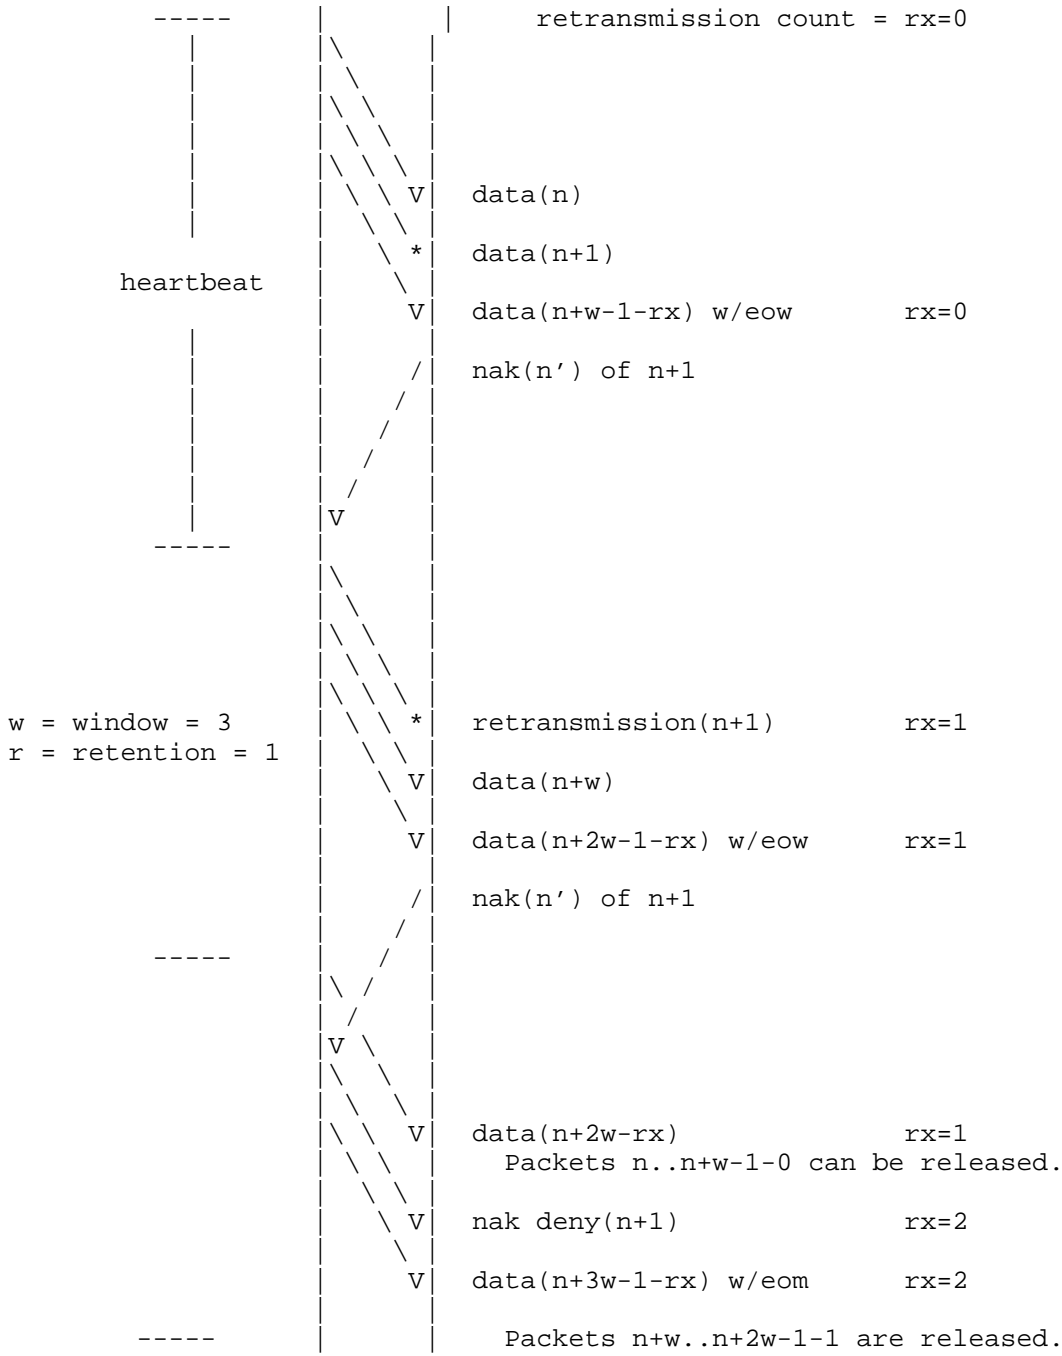 retransmission count = rx=0
data(n)
data(n+1)
heartbeat
data(n+w-1-rx) w/eow rx=0
nak(n') of n+1
w = window = 3
retransmission(n+1) rx=1
r = retention = 1
data(n+w)
data(n+2w-1-rx) w/eow rx=1
nak(n') of n+1
data(n+2w-rx) rx=1
Packets n..n+w-1-0 can be released.
nak deny(n+1) rx=2
data(n+3w-1-rx) w/eom rx=2
Packets n+w..n+2w-1-1 are released.